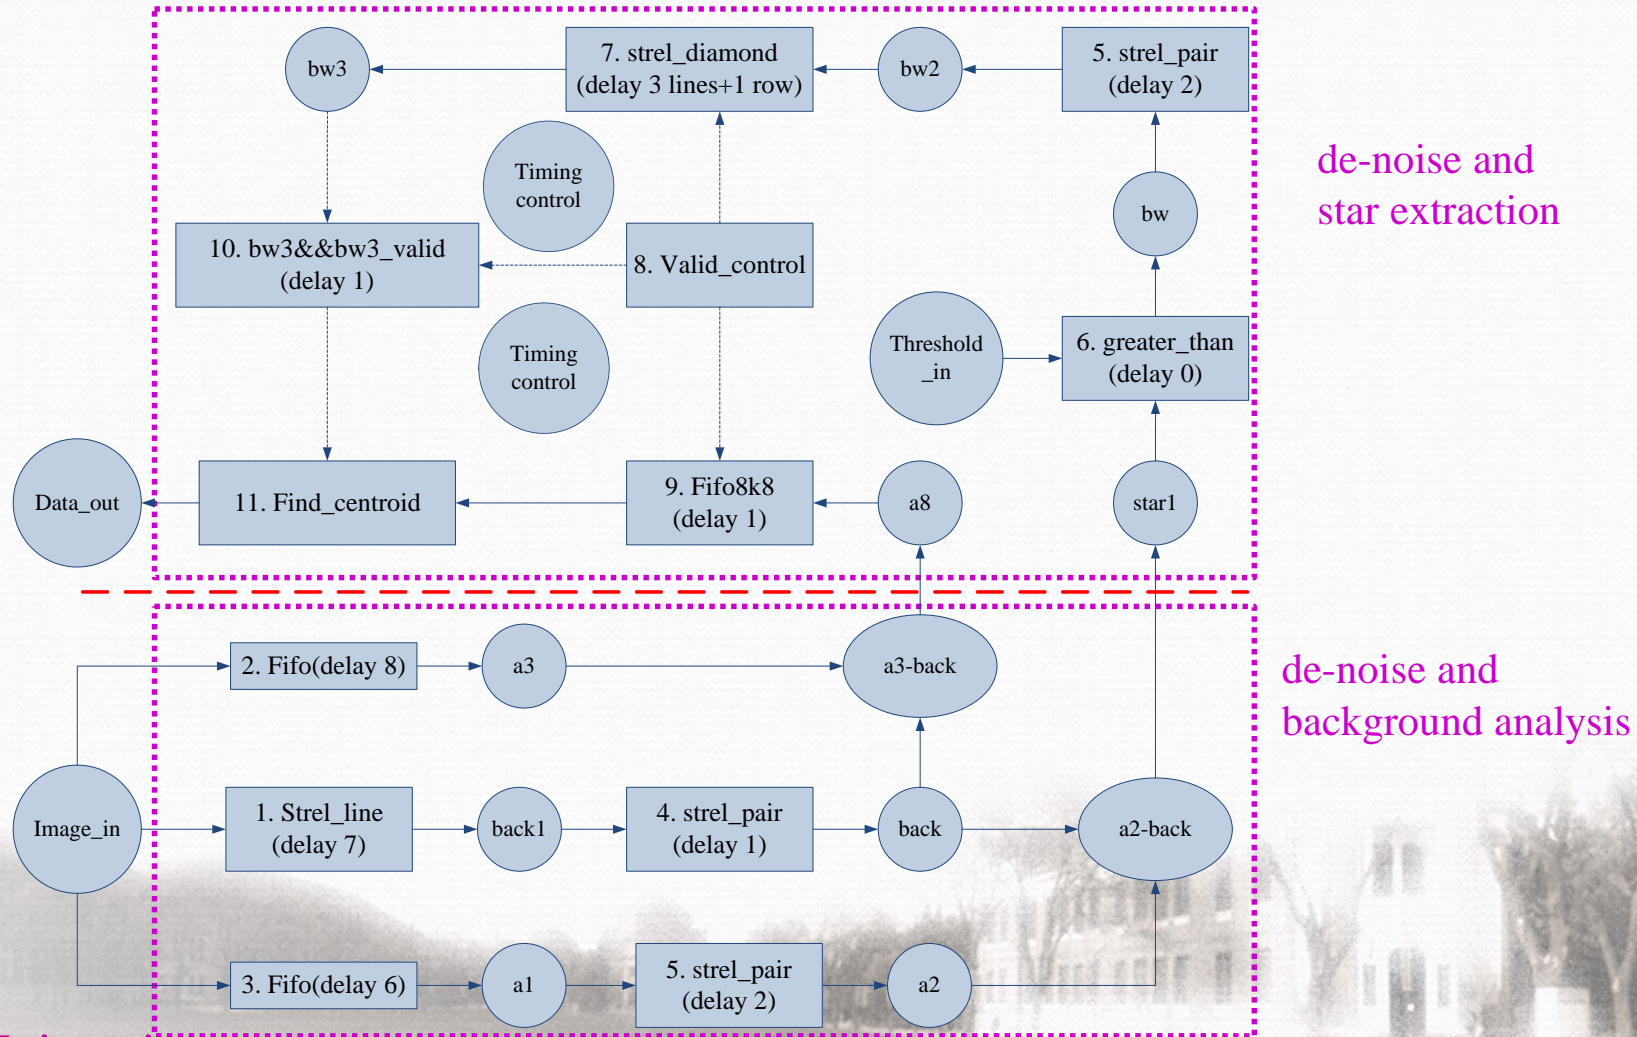 bw3
7. strel_diamond
(delay 3 lines+1 row)
bw2
5. strel_pair
(delay 2)
Timing
control
bw
de-noise and
star extraction
10. bw3&&bw3_valid
(delay 1)
8. Valid_control
Timing
control
Threshold
_in
6. greater_than
(delay 0)
Data_out
11. Find_centroid
9. Fifo8k8
(delay 1)
a8
star1
2. Fifo(delay 8)
a3
a3-back
de-noise and
background analysis
Image_in
1. Strel_line
(delay 7)
back1
4. strel_pair
(delay 1)
back
a2-back
3. Fifo(delay 6)
a1
5. strel_pair
(delay 2)
a2